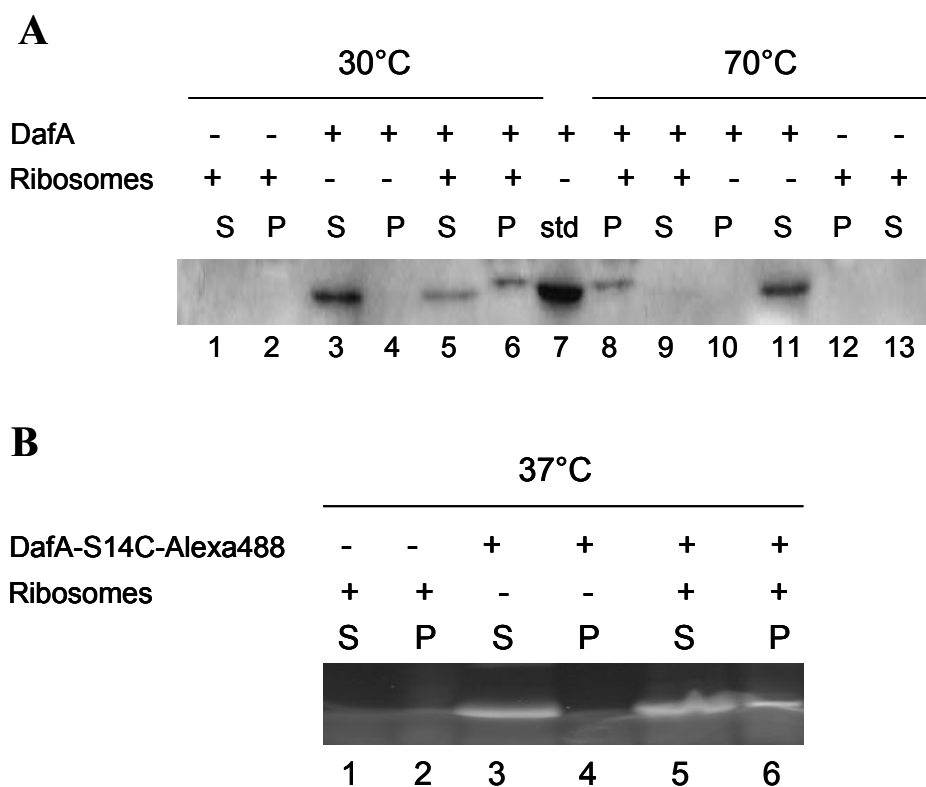 A
30°C 70°C
DafA - - + + + + + + + + + - -
Ribosomes + + - - + + - + + - - + +
S P S P S P std P S P S P S
1 2 3 4 5 6 7 8 9 10 11 12 13
B
37°C
DafA-S14C-Alexa488 - - + + + +
Ribosomes + + - - + +
S P S P S P
1 2 3 4 5 6